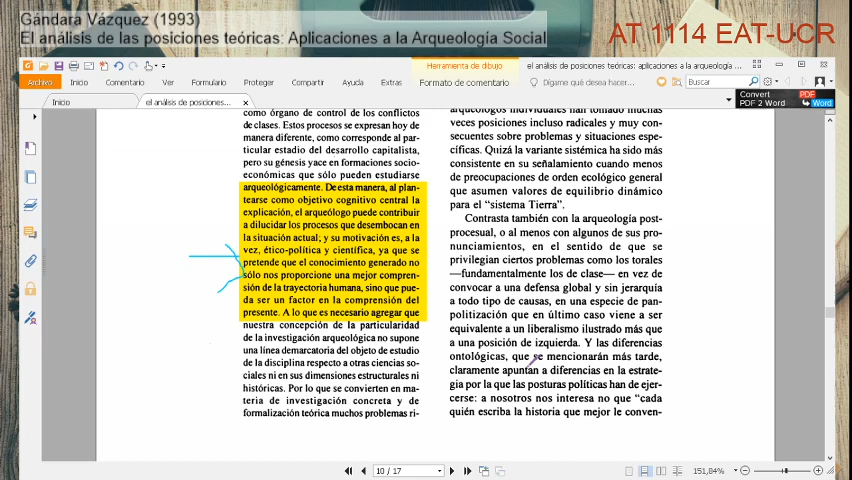 Gándara Vázquez (1993)
El análisis de las posiciones teóricas: Aplicaciones a la Arqueología Social
AT 1114 EAT-UCR
Herramienta de dibujo
el análisis de posiciones teóricas: aplicaciones a la arqueología ...
Archivo Inicio Comentario Ver Formulario Proteger Compartir Ayuda Extras Formato de comentario Dígame qué desea hacer... Buscar
Inicio
el análisis de posiciones...
Convert PDF
PDF 2 Word Word
como órgano de control de los conflictos
de clases. Estos procesos se expresan hoy de
manera diferente, como corresponde al par-
ticular estadio del desarrollo capitalista,
pero su génesis yace en formaciones socio-
económicas que sólo pueden estudiarse
arqueológicamente. De esta manera, al plan-
tearse como objetivo cognitivo central la
explicación, el arqueólogo puede contribuir
a dilucidar los procesos que desembocan en
la situación actual; y su motivación es, a la
vez, ético-política y científica, ya que se
pretende que el conocimiento generado no
sólo nos proporcione una mejor compren-
sión de la trayectoria humana, sino que pue-
da ser un factor en la comprensión del
presente. A lo que es necesario agregar que
nuestra concepción de la particularidad
de la investigación arqueológica no supone
una línea demarcatoria del objeto de estudio
de la disciplina respecto a otras ciencias so-
ciales ni en sus dimensiones estructurales ni
históricas. Por lo que se convierten en ma-
teria de investigación concreta y de
formalización teórica muchos problemas ri-
arqueólogos individuales han tomado muchas
veces posiciones incluso radicales y muy con-
secuentes sobre problemas y situaciones espe-
cíficas. Quizá la variante sistémica ha sido más
consistente en su señalamiento cuando menos
de preocupaciones de orden ecológico general
que asumen valores de equilibrio dinámico
para el "sistema Tierra".
Contrasta también con la arqueología post-
procesual, o al menos con algunos de sus pro-
nunciamientos, en el sentido de que se
privilegian ciertos problemas como los torales
—fundamentalmente los de clase— en vez de
convocar a una defensa global y sin jerarquía
a todo tipo de causas, en una especie de pan-
politización que en último caso viene a ser
equivalente a un liberalismo ilustrado más que
a una posición de izquierda. Y las diferencias
ontológicas, que se mencionarán más tarde,
claramente apuntan a diferencias en la estrate-
gia por la que las posturas políticas han de ejer-
cerse: a nosotros nos interesa no que "cada
quién escriba la historia que mejor le conven-
10 / 17
151,84%